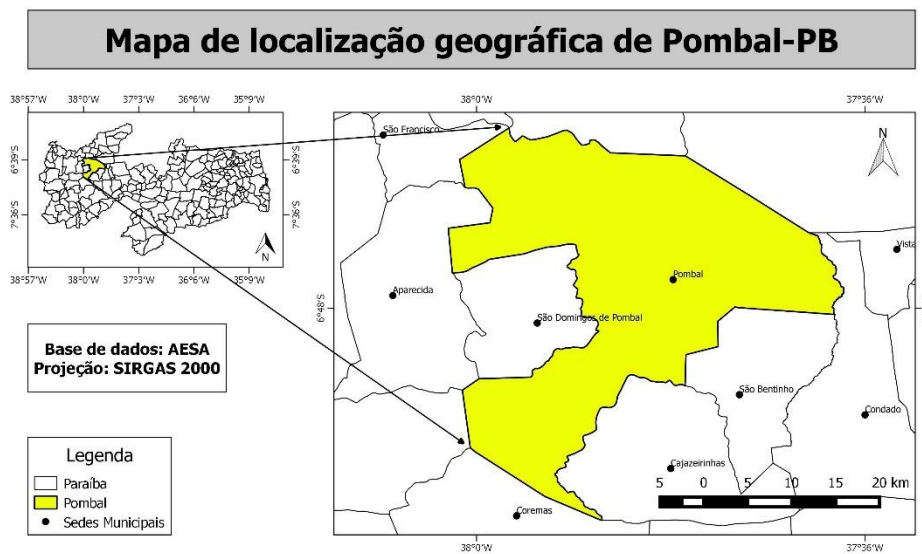 Mapa de localização geográfica de Pombal-PB
38°57'W 38°0'W 37°3'W 36°6'W 35°9'W
6°39'S
7°36'S
6°39'S
7°36'S
N
38°57'W 38°0'W 37°3'W 36°6'W 35°9'W
Base de dados: AESA
Projeção: SIRGAS 2000
Legenda
Paraíba
Pombal
Sedes Municipais
38°0'W 37°36'W
São Francisco
N
Vista
Pombal
Aparecida
6°48'S
6°48'S
São Domingos de Pombal
São Bentinho
Condado
Cajazeirinhas
Coremas
5 0 5 10 15 20 km
38°0'W 37°36'W